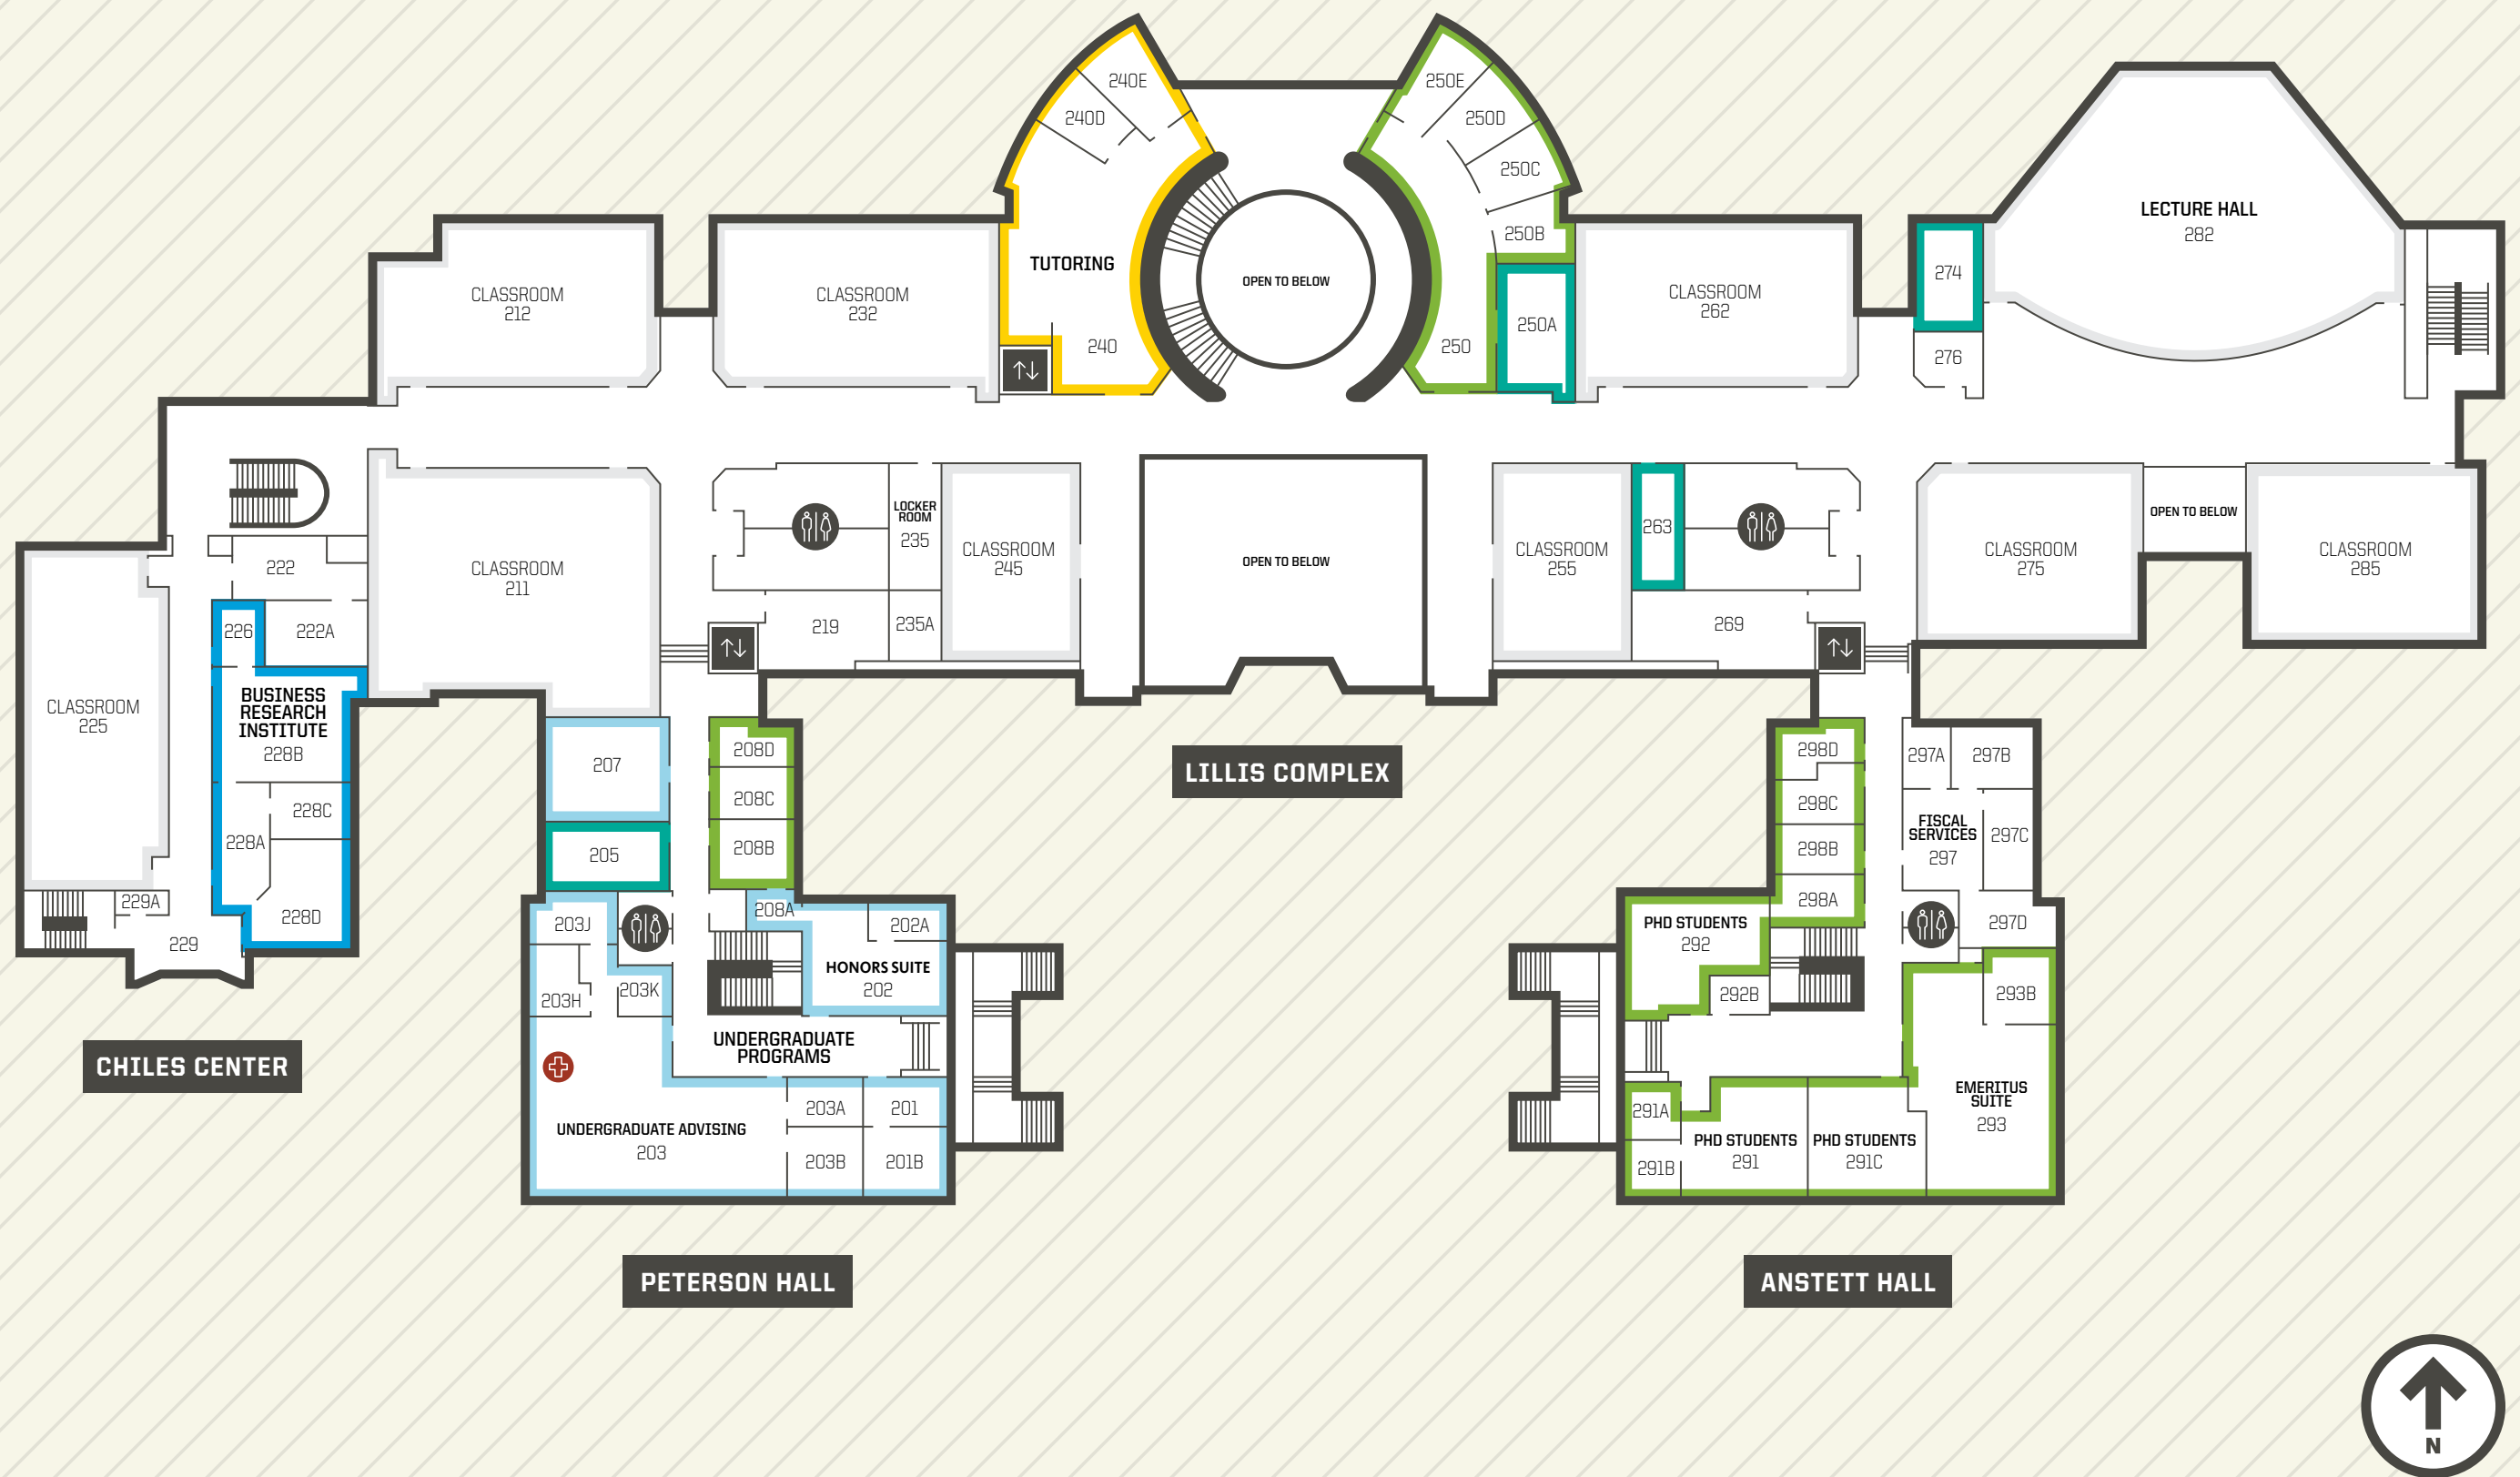 240E
240D
TUTORING
240
250E
250D
250C
250B
250A
250
OPEN TO BELOW
LECTURE HALL
282
CLASSROOM
212
CLASSROOM
232
CLASSROOM
262
274
276
222
222A
226
CLASSROOM
211
LOCKER
ROOM
235
CLASSROOM
245
219
235A
OPEN TO BELOW
CLASSROOM
255
263
269
CLASSROOM
275
OPEN TO BELOW
CLASSROOM
285
CLASSROOM
225
BUSINESS
RESEARCH
INSTITUTE
228B
228C
228A
228D
229A
229
207
205
208D
208C
208B
208A
202A
HONORS SUITE
202
203J
203H
203K
UNDERGRADUATE
PROGRAMS
UNDERGRADUATE ADVISING
203
203A
203B
201
201B
LILLIS COMPLEX
298D
298C
298B
298A
297A
297B
FISCAL
SERVICES
297
297C
297D
PHD STUDENTS
292
292B
293B
EMERITUS
SUITE
293
291A
291B
PHD STUDENTS
291
PHD STUDENTS
291C
CHILES CENTER
PETERSON HALL
ANSTETT HALL
N